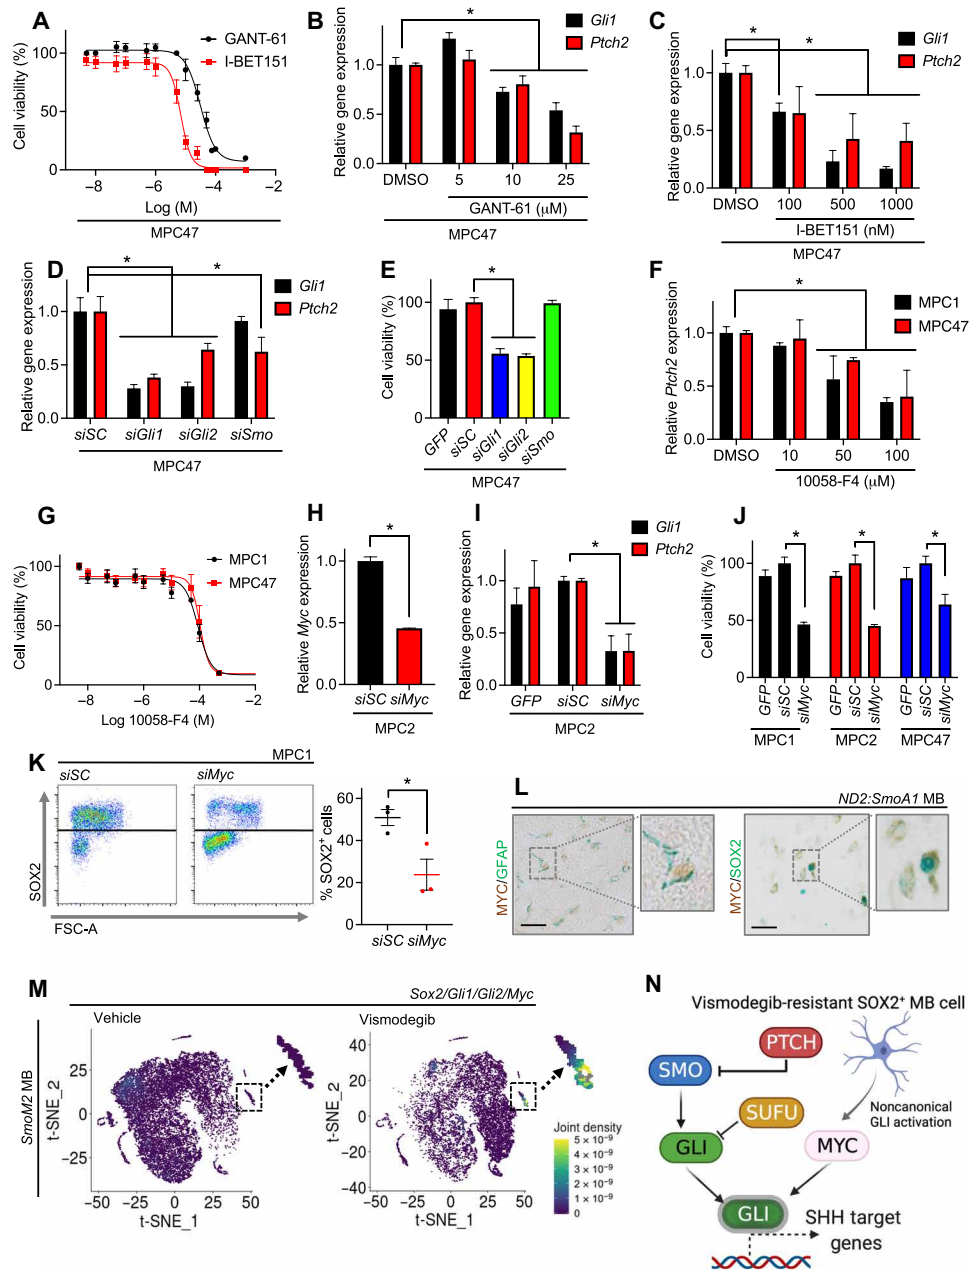 A
GANT-61
I-BET151
Cell viability (%)
100
50
0
−8
−6
−4
−2
Log (M)
MPC47
B
Gli1
Ptch2
*
Relative gene expression
1.5
1.0
0.5
0.0
DMSO
5
10
25
GANT-61 (μM)
MPC47
C
Gli1
Ptch2
*
*
Relative gene expression
1.5
1.0
0.5
0.0
DMSO
100
500
1000
I-BET151 (nM)
MPC47
D
Gli1
Ptch2
*
*
Relative gene expression
1.0
0.5
0.0
siSC
siGli1
siGli2
siSmo
MPC47
E
*
Cell viability (%)
100
50
0
GFP
siSC
siGli1
siGli2
siSmo
MPC47
F
MPC1
MPC47
*
Relative Ptch2 expression
1.5
1.0
0.5
0.0
DMSO
10
50
100
10058-F4 (μM)
G
MPC1
MPC47
Cell viability (%)
100
50
0
−8
−6
−4
−2
Log 10058-F4 (M)
H
*
Relative Myc expression
1.0
0.5
0.0
siSC siMyc
MPC2
I
Gli1
Ptch2
*
Relative gene expression
1.5
1.0
0.5
0.0
GFP
siSC
siMyc
MPC2
J
*
*
*
Cell viability (%)
100
50
0
GFP
siSC
siMyc
GFP
siSC
siMyc
GFP
siSC
siMyc
MPC1
MPC2
MPC47
K
MPC1
siSC
siMyc
SOX2
FSC-A
*
% SOX2+ cells
60
40
20
0
siSC siMyc
L
ND2:SmoA1 MB
MYC/GFAP
MYC/SOX2
M
Sox2/Gli1/Gli2/Myc
SmoM2 MB
Vehicle
Vismodegib
t-SNE_2
25
0
−25
−50
−25
0
25
50
t-SNE_1
t-SNE_2
40
20
0
−20
−40
−50
−25
0
25
50
t-SNE_1
Joint density
5 × 10⁻⁹
4 × 10⁻⁹
3 × 10⁻⁹
2 × 10⁻⁹
1 × 10⁻⁹
0
N
Vismodegib-resistant SOX2+ MB cell
PTCH
SMO
SUFU
Noncanonical
GLI activation
GLI
MYC
GLI
SHH target
genes